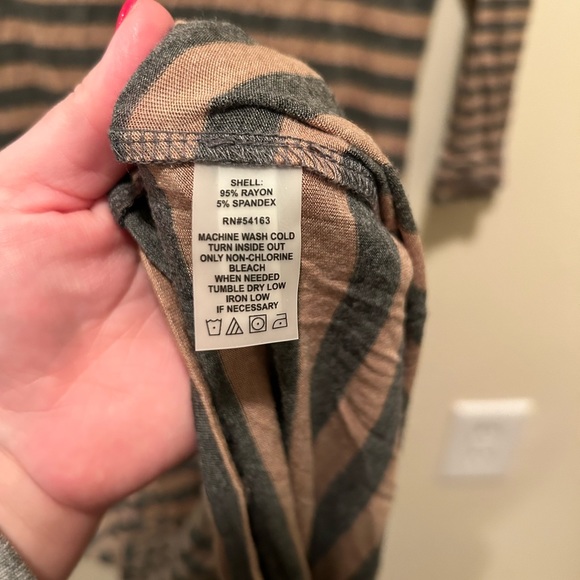 SHELL:
95% RAYON
5% SPANDEX
RN#54163
MACHINE WASH COLD
TURN INSIDE OUT
ONLY NON-CHLORINE
BLEACH
WHEN NEEDED
TUMBLE DRY LOW
IRON LOW
IF NECESSARY